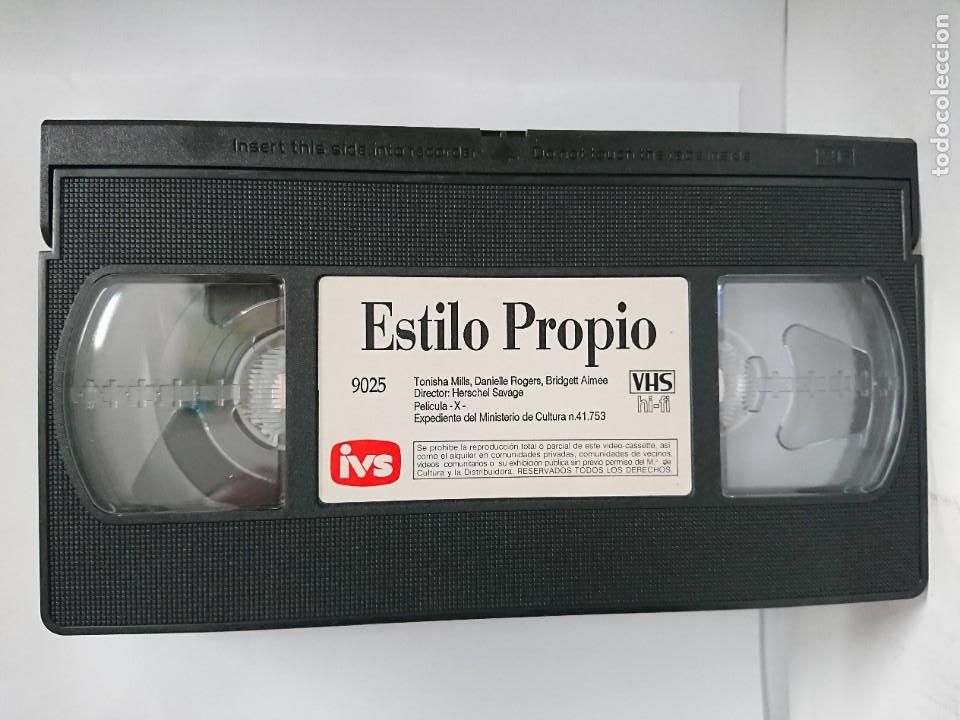 Insert this side into recorder Do not touch the tape inside
Estilo Propio
9025
Tonisha Mills, Danielle Rogers, Bridgett Aimee
Director: Herschel Savage
Pelicula - X -
Expediente del Ministerio de Cultura n.41.753
VHS
hi-fi
ivs
Se prohibe la reproducción total o parcial de este video-cassette, así
como el alquiler en comunidades privadas, comunidades de vecinos,
videos comunitarios o su exhibición publica sin previo permiso del M.º de
Cultura y la Distribuidora. RESERVADOS TODOS LOS DERECHOS
todocoleccion